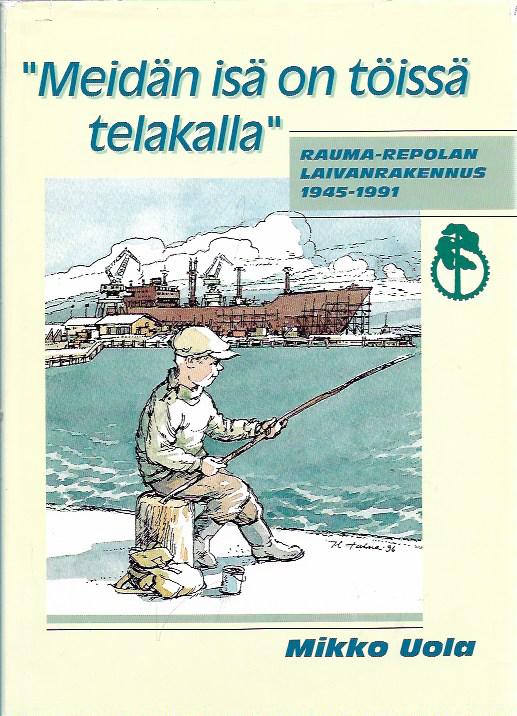 "Meidän isä on töissä
telakalla"
RAUMA-REPOLAN
LAIVANRAKENNUS
1945-1991
Mikko Uola